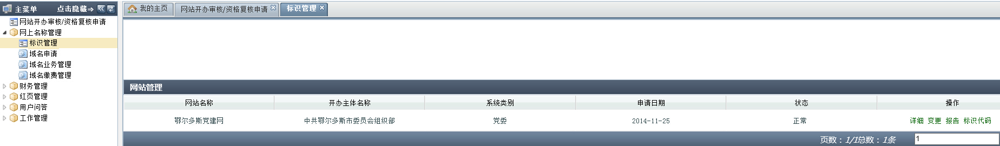 主菜单 点击隐藏⇒
网站开办审核/资格复核申请
网上名称管理
标识管理
域名申请
域名业务管理
域名缴费管理
财务管理
红页管理
用户问答
工作管理
我的主页 网站开办审核/资格复核申请 标识管理
网站管理
网站名称 开办主体名称 系统类别 申请日期 状态 操作
鄂尔多斯党建网 中共鄂尔多斯市委员会组织部 党委 2014-11-25 正常 详细 变更 报告 标识代码
页数：1/1总数：1条 1